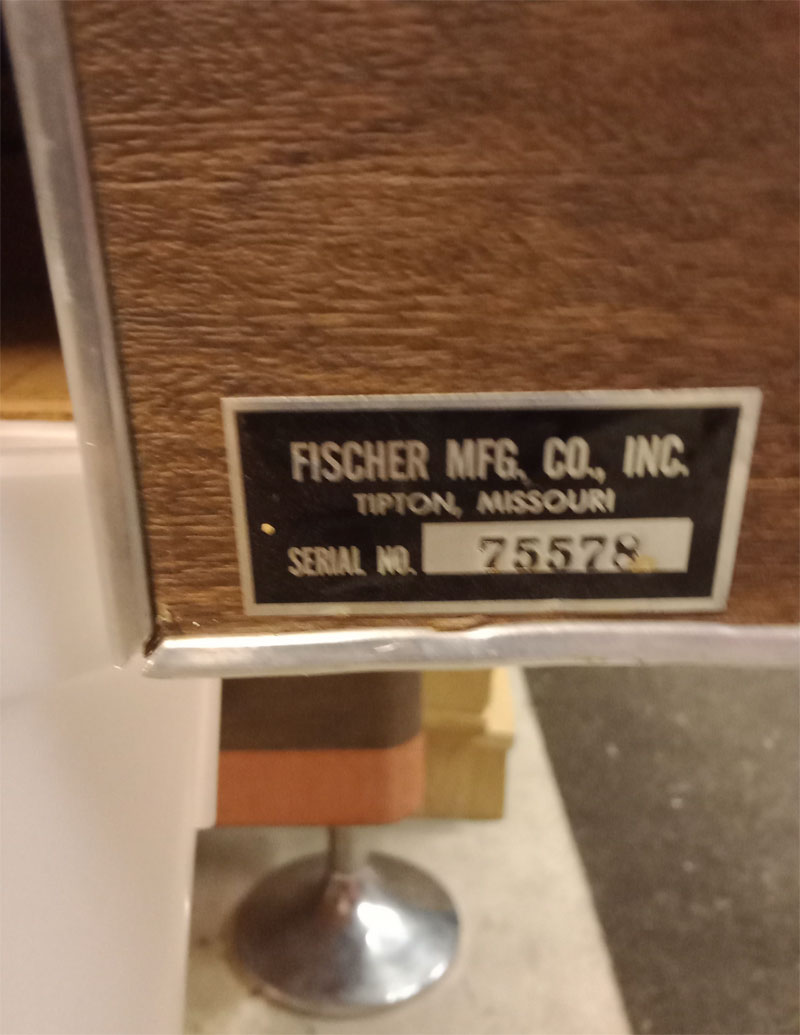 FISCHER MFG. CO., INC.
TIPTON, MISSOURI
SERIAL NO. 75578